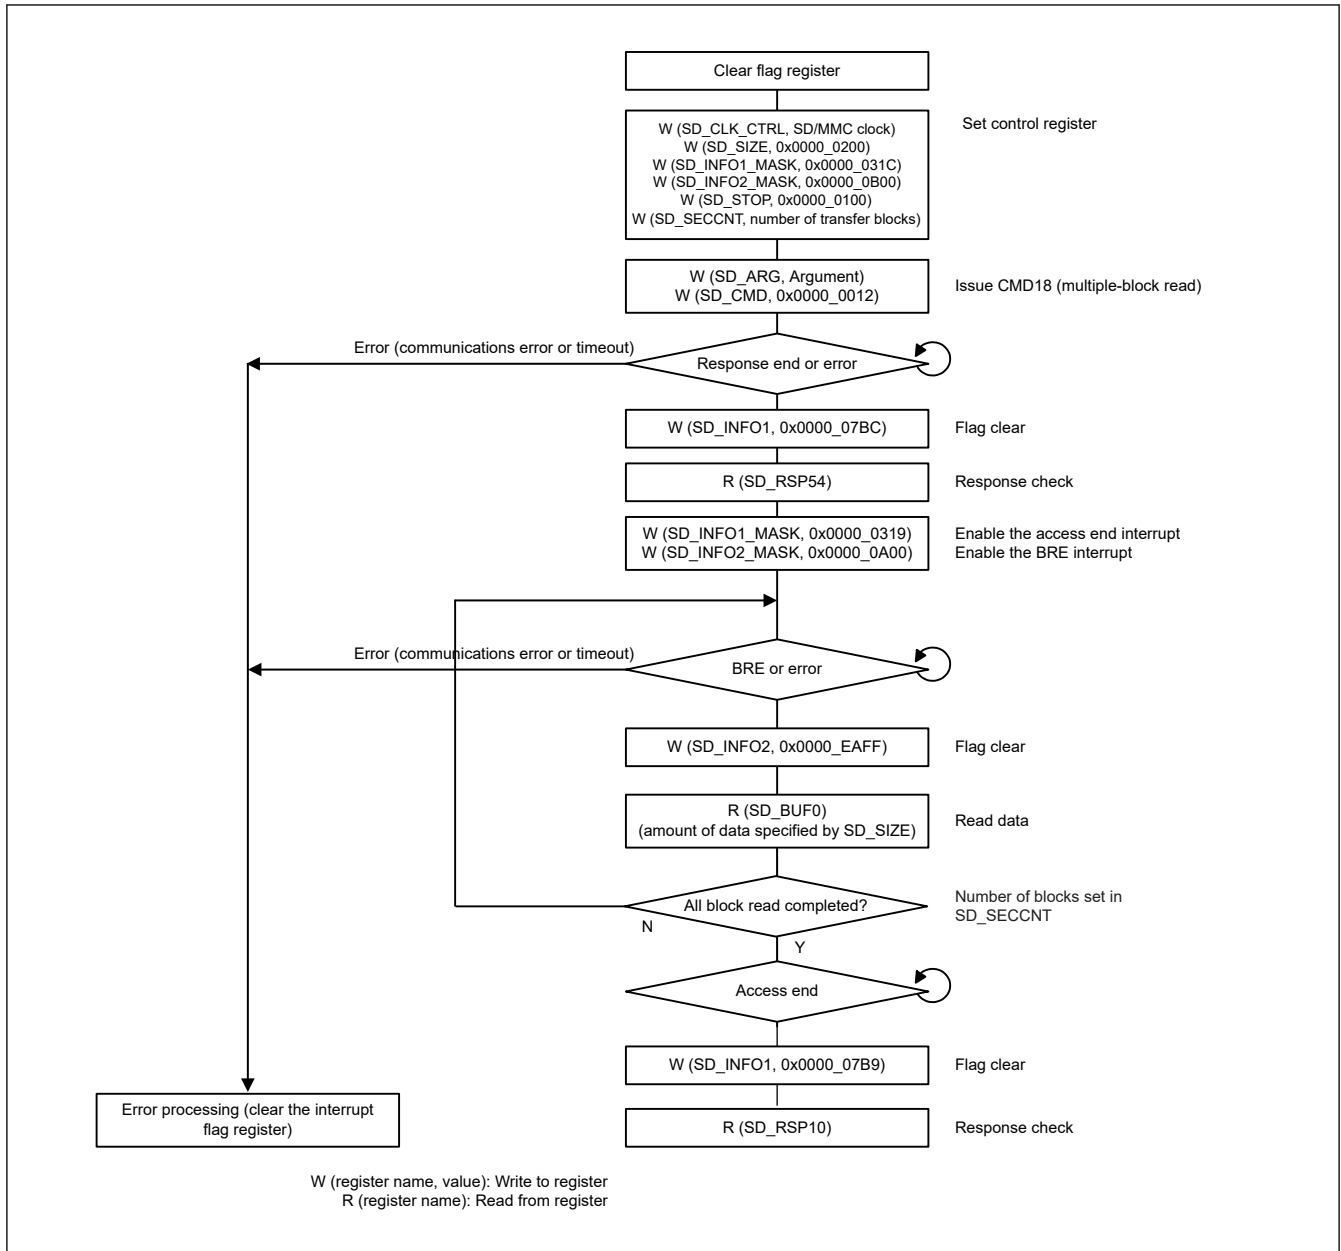 Clear flag register
W (SD_CLK_CTRL, SD/MMC clock)
W (SD_SIZE, 0x0000_0200)
W (SD_INFO1_MASK, 0x0000_031C)
W (SD_INFO2_MASK, 0x0000_0B00)
W (SD_STOP, 0x0000_0100)
W (SD_SECCNT, number of transfer blocks)
Set control register
W (SD_ARG, Argument)
W (SD_CMD, 0x0000_0012)
Issue CMD18 (multiple-block read)
Error (communications error or timeout)
Response end or error
W (SD_INFO1, 0x0000_07BC)
Flag clear
R (SD_RSP54)
Response check
W (SD_INFO1_MASK, 0x0000_0319)
W (SD_INFO2_MASK, 0x0000_0A00)
Enable the access end interrupt
Enable the BRE interrupt
Error (communications error or timeout)
BRE or error
W (SD_INFO2, 0x0000_EAFF)
Flag clear
R (SD_BUF0)
(amount of data specified by SD_SIZE)
Read data
All block read completed?
Number of blocks set in
SD_SECCNT
N
Y
Access end
W (SD_INFO1, 0x0000_07B9)
Flag clear
Error processing (clear the interrupt
flag register)
R (SD_RSP10)
Response check
W (register name, value): Write to register
R (register name): Read from register